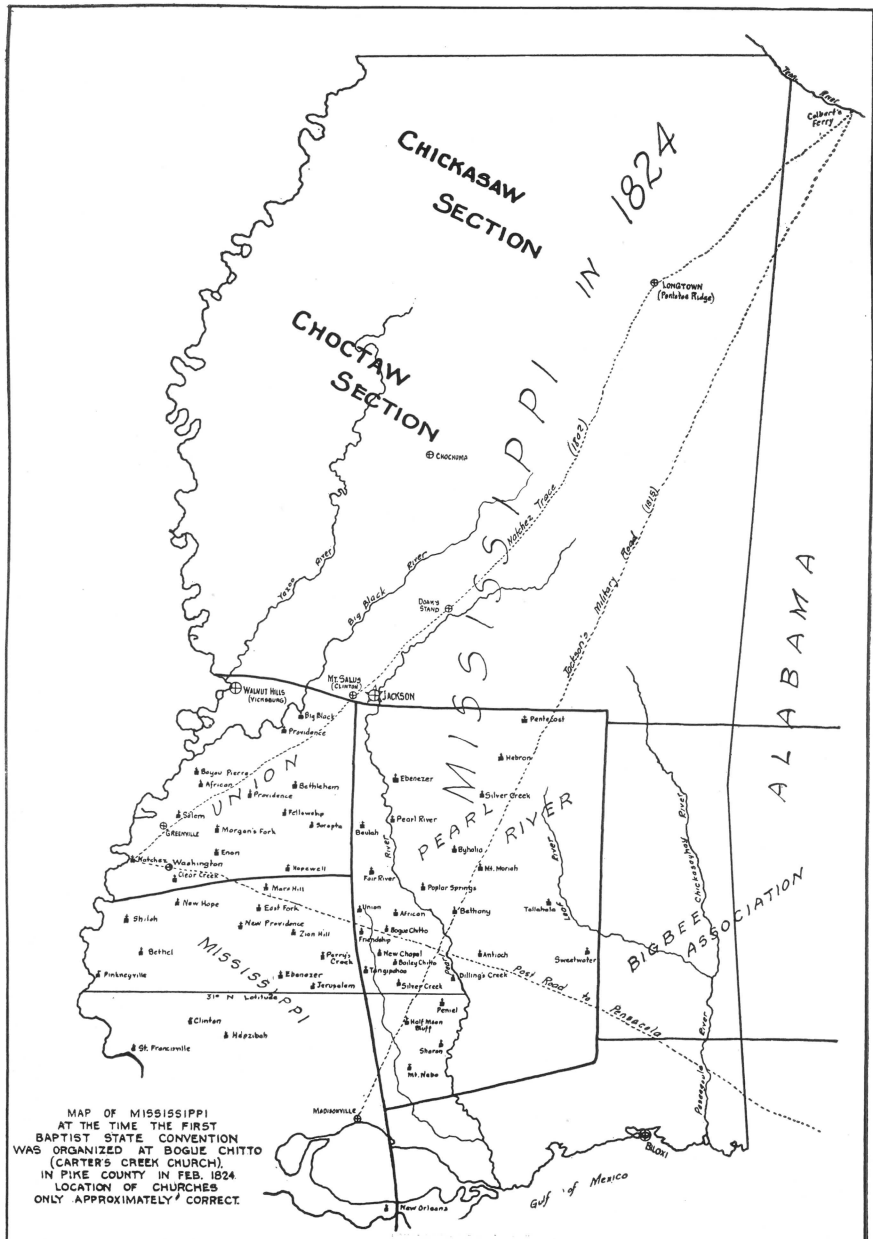 Tenn.
River
Colbert's
Ferry
CHICKASAW
SECTION
IN 1824
LONGTOWN
(Pontotoc Ridge)
CHOCTAW
SECTION
CHOCHUMA
MISSISSIPPI
Natchez Trace (1802)
Jackson's Military Road (1815)
Yazoo River
Big Black River
DOAK'S
STAND
ALABAMA
WALNUT HILLS
(VICKSBURG)
MT. SALUS
(CLINTON)
JACKSON
Big Black
Providence
Pentecost
Hebron
Bayou Pierre
African
Providence
Bethlehem
UNION
Ebenezer
Silver Creek
Salem
Fellowship
Sarepta
GREENVILLE
Morgan's Fork
Beulah
Pearl River
PEARL RIVER
River
Enon
Byhalia
Natchez
Washington
Clear Creek
Hopewell
Fair River
Mt. Moriah
Leaf River
Chickasawhay River
Mars Hill
Poplar Springs
New Hope
East Fork
Union
African
Bethany
Tallahala
BIGBEE
ASSOCIATION
Shiloh
New Providence
Zion Hill
Friendship
Bogue Chitto
MISSISSIPPI
Bethel
Perry's
Creek
New Chapel
Bailey Chitto
Antioch
Sweetwater
Pinkneyville
Ebenezer
Tangipahoa
Pearl
Dilling's Creek
Post Road to Pensacola
Jerusalem
Silver Creek
31° N Latitude
Peniel
Clinton
Hepzibah
Half Moon
Bluff
St. Francisville
Sharon
Mt. Nebo
Pascagoula River
MADISONVILLE
BILOXI
Gulf of Mexico
New Orleans
MAP OF MISSISSIPPI
AT THE TIME THE FIRST
BAPTIST STATE CONVENTION
WAS ORGANIZED AT BOGUE CHITTO
(CARTER'S CREEK CHURCH),
IN PIKE COUNTY IN FEB. 1824.
LOCATION OF CHURCHES
ONLY APPROXIMATELY CORRECT.